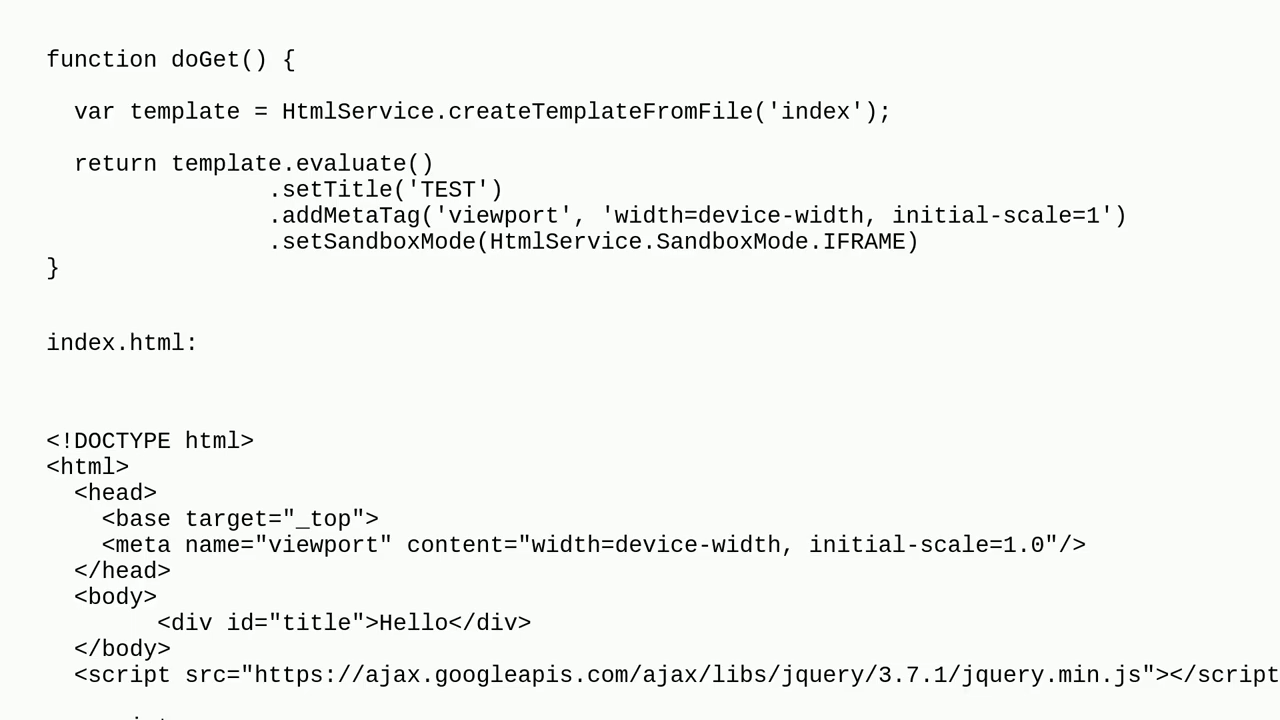 function doGet() {
  var template = HtmlService.createTemplateFromFile('index');
  return template.evaluate()
                .setTitle('TEST')
                .addMetaTag('viewport', 'width=device-width, initial-scale=1')
                .setSandboxMode(HtmlService.SandboxMode.IFRAME)
}
index.html:
<!DOCTYPE html>
<html>
  <head>
    <base target="_top">
    <meta name="viewport" content="width=device-width, initial-scale=1.0"/>
  </head>
  <body>
        <div id="title">Hello</div>
  </body>
  <script src="https://ajax.googleapis.com/ajax/libs/jquery/3.7.1/jquery.min.js"></script